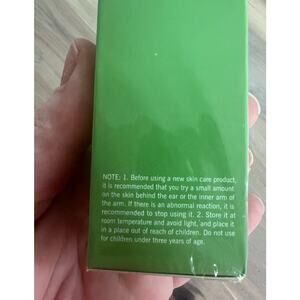 NOTE: 1. Before using a new skin care product,
it is recommended that you try a small amount
on the skin behind the ear or the inner arm of
the arm. If there is an abnormal reaction, it is
recommended to stop using it. 2. Store it at
room temperature and avoid light, and place it
in a place out of reach of children. Do not use
for children under three years of age.